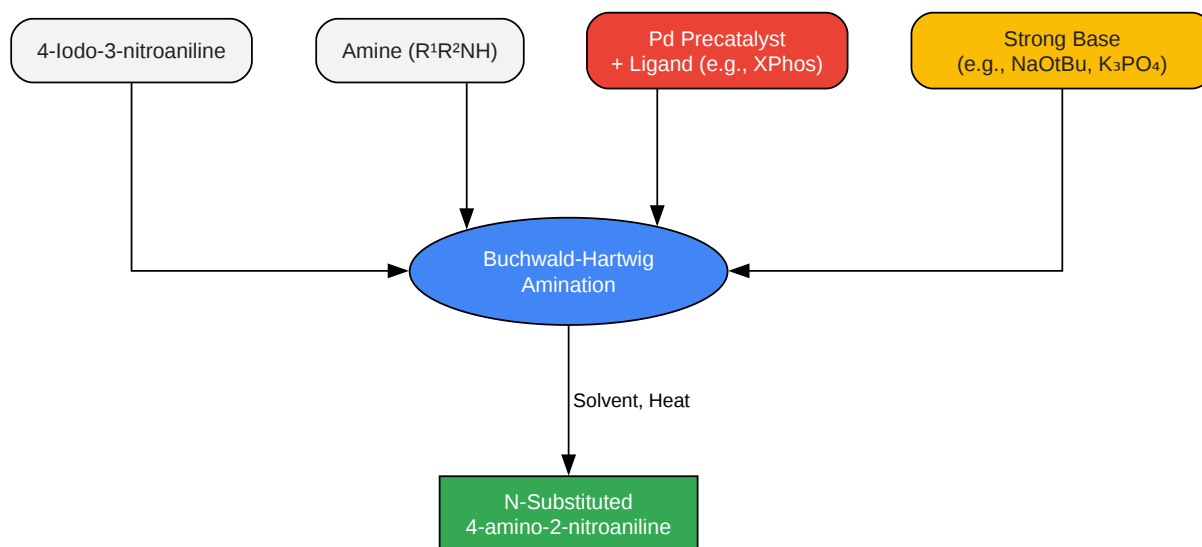 4-Iodo-3-nitroaniline
Amine (R¹R²NH)
Pd Precatalyst
+ Ligand (e.g., XPhos)
Strong Base
(e.g., NaOtBu, K₃PO₄)
Buchwald-Hartwig
Amination
Solvent, Heat
N-Substituted
4-amino-2-nitroaniline